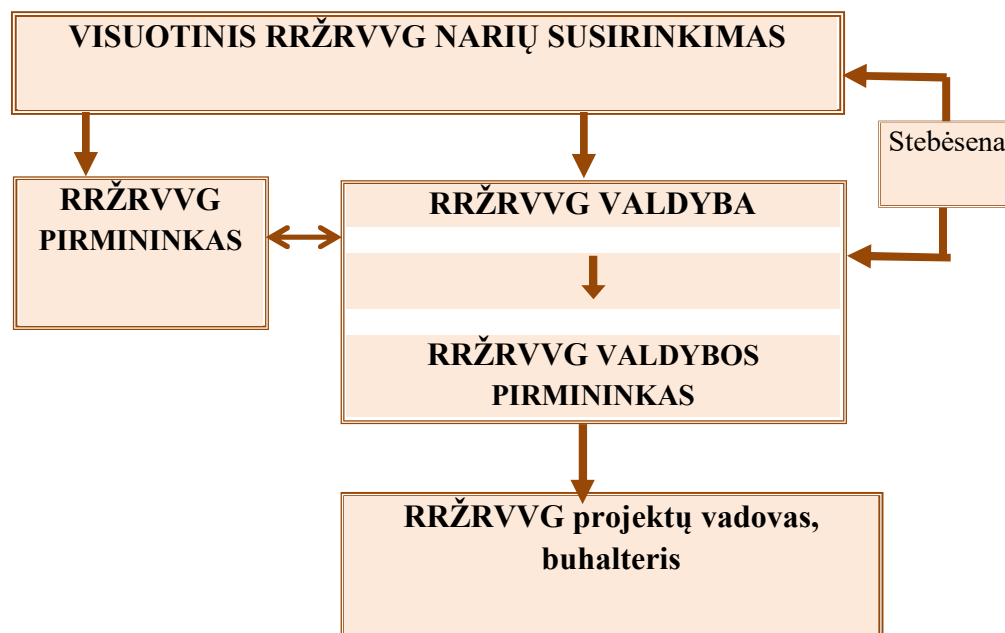 VISUOTINIS RRŽRVVG NARIŲ SUSIRINKIMAS
Stebėsena
RRŽRVVG
PIRMININKAS
RRŽRVVG VALDYBA
RRŽRVVG VALDYBOS
PIRMININKAS
RRŽRVVG projektų vadovas,
buhalteris